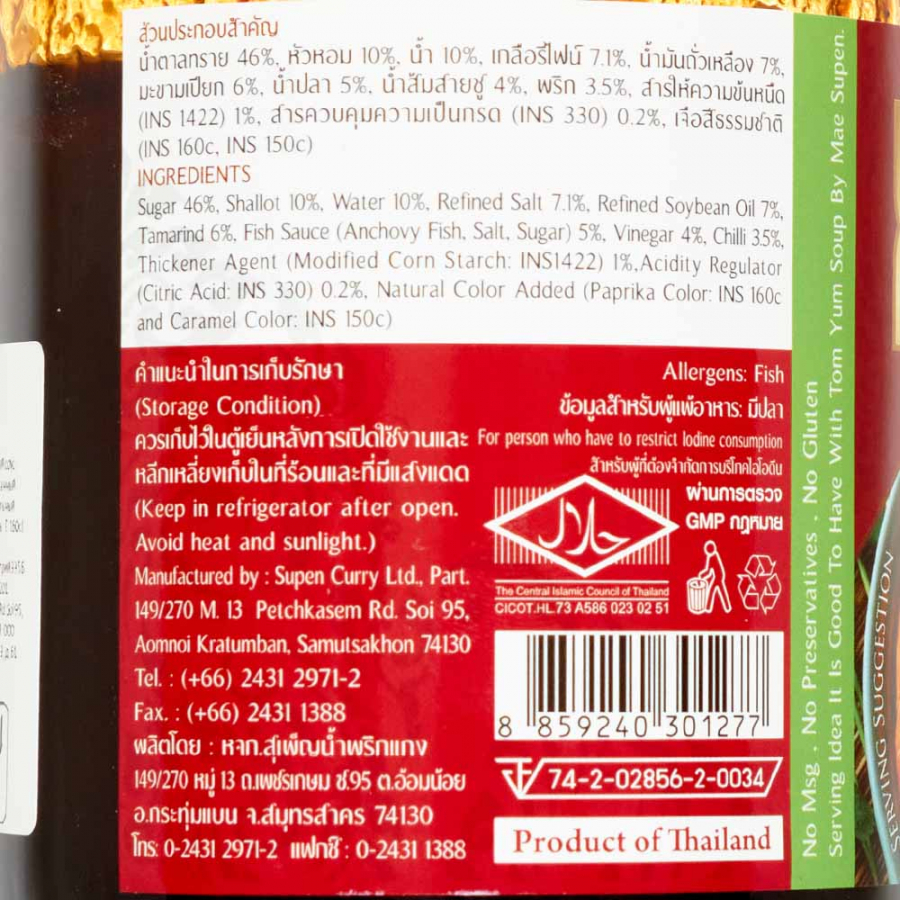 ส่วนประกอบสำคัญ
น้ำตาลทราย 46%, หัวหอม 10%, น้ำ 10%, เกลือรีไฟน์ 7.1%, น้ำมันถั่วเหลือง 7%,
มะขามเปียก 6%, น้ำปลา 5%, น้ำส้มสายชู 4%, พริก 3.5%, สารให้ความข้นหนืด
(INS 1422) 1%, สารควบคุมความเป็นกรด (INS 330) 0.2%, เจือสีธรรมชาติ
(INS 160c, INS 150c)
INGREDIENTS
Sugar 46%, Shallot 10%, Water 10%, Refined Salt 7.1%, Refined Soybean Oil 7%,
Tamarind 6%, Fish Sauce (Anchovy Fish, Salt, Sugar) 5%, Vinegar 4%, Chilli 3.5%,
Thickener Agent (Modified Corn Starch: INS1422) 1%,Acidity Regulator
(Citric Acid: INS 330) 0.2%, Natural Color Added (Paprika Color: INS 160c
and Caramel Color: INS 150c)
คำแนะนำในการเก็บรักษา
(Storage Condition)
ควรเก็บไว้ในตู้เย็นหลังการเปิดใช้งานและ
หลีกเหลี่ยงเก็บในที่ร้อนและที่มีแสงแดด
(Keep in refrigerator after open.
Avoid heat and sunlight.)
Manufactured by : Supen Curry Ltd., Part.
149/270 M. 13 Petchkasem Rd. Soi 95,
Aomnoi Kratumban, Samutsakhon 74130
Tel. : (+66) 2431 2971-2
Fax. : (+66) 2431 1388
ผลิตโดย : หจก.สุเพ็ญน้ำพริกแกง
149/270 หมู่ 13 ถ.เพชรเกษม ซ.95 ต.อ้อมน้อย
อ.กระทุ่มแบน จ.สมุทรสาคร 74130
โทร: 0-2431 2971-2 แฟกซ์ : 0-2431 1388
Allergens: Fish
ข้อมูลสำหรับผู้แพ้อาหาร: มีปลา
For person who have to restrict Iodine consumption
สำหรับผู้ที่ต้องจำกัดการบริโภคไอโอดีน
حلال
ผ่านการตรวจ
GMP กฎหมาย
The Central Islamic Council of Thailand
CICOT.HL.73 A586 023 02 51
8 859240 301277
74-2-02856-2-0034
Product of Thailand
No Msg , No Preservatives , No Gluten
Serving Idea It Is Good To Have With Tom Yum Soup By Mae Supen.
SERVING SUGGESTION